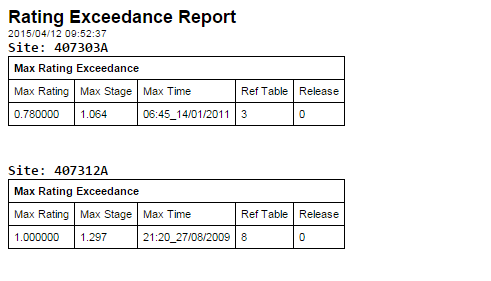 Rating Exceedance Report
2015/04/12 09:52:37
Site: 407303A
Max Rating Exceedance
Max Rating Max Stage Max Time Ref Table Release
0.780000 1.064 06:45_14/01/2011 3 0
Site: 407312A
Max Rating Exceedance
Max Rating Max Stage Max Time Ref Table Release
1.000000 1.297 21:20_27/08/2009 8 0